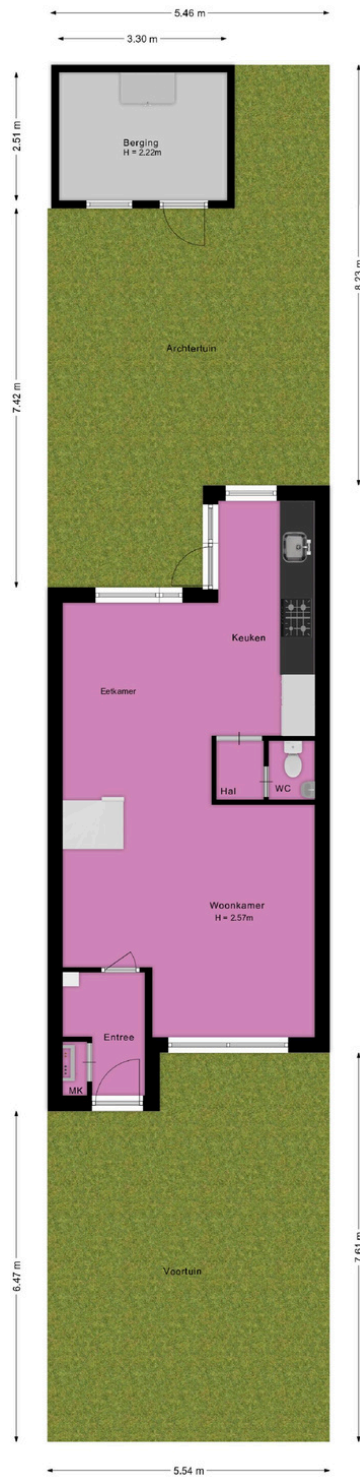 5.46 m
3.30 m
2.51 m
Berging
H = 2.22m
8.23 m
7.42 m
Archtertuin
Keuken
Eetkamer
Hal
WC
Woonkamer
H = 2.57m
Entree
MK
6.47 m
7.61 m
Voortuin
5.54 m